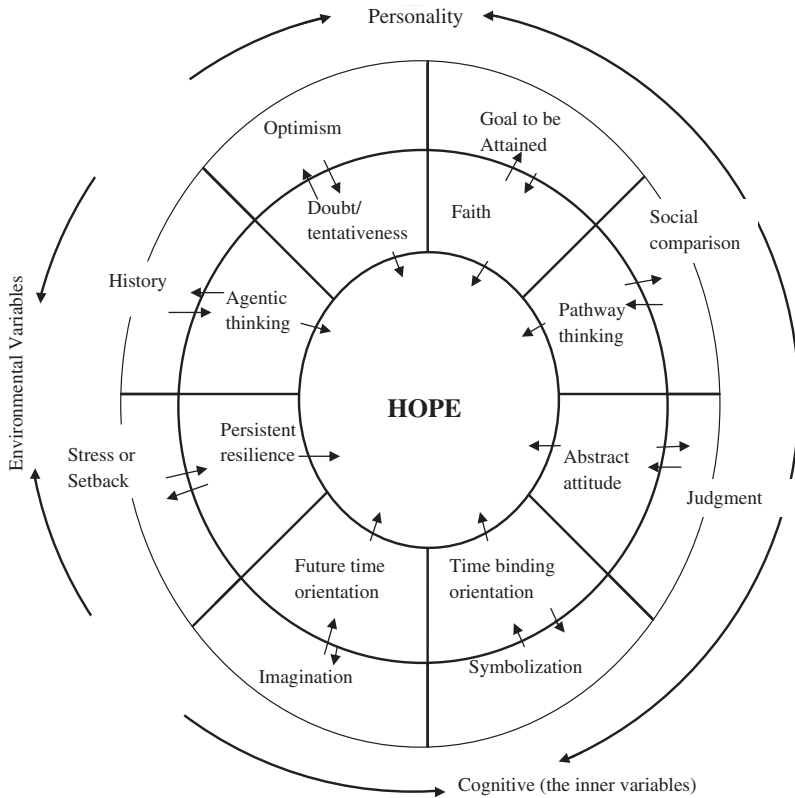 Personality
Optimism
Goal to be
Attained
Doubt/
tentativeness
Faith
Social
comparison
History
Agentic
thinking
Pathway
thinking
Environmental Variables
HOPE
Stress or
Setback
Persistent
resilience
Abstract
attitude
Judgment
Future time
orientation
Time binding
orientation
Imagination
Symbolization
Cognitive (the inner variables)